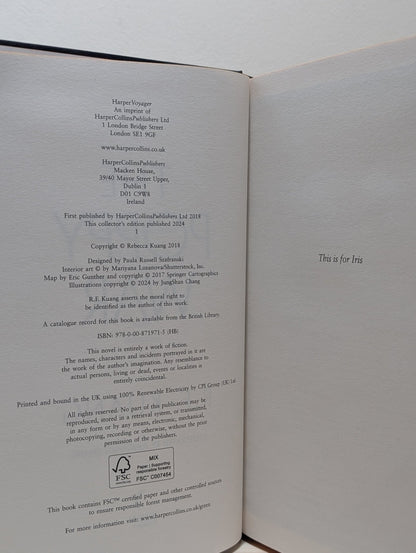 HarperVoyager
An imprint of
HarperCollinsPublishers Ltd
1 London Bridge Street
London SE1 9GF
www.harpercollins.co.uk
HarperCollinsPublishers
Macken House,
39/40 Mayor Street Upper,
Dublin 1
D01 C9W8
Ireland
First published by HarperCollinsPublishers Ltd 2018
This collector's edition published 2024
1
Copyright © Rebecca Kuang 2018
Designed by Paula Russell Szafranski
Interior art © by Mariyana Lozanova/Shutterstock, Inc.
Map by Eric Gunther and copyright © 2017 Springer Cartographics
Illustrations copyright © 2024 by JungShan Chang
R.F. Kuang asserts the moral right to
be identified as the author of this work.
A catalogue record for this book is available from the British Library.
ISBN: 978-0-00-871971-5 (HB)
This novel is entirely a work of fiction.
The names, characters and incidents portrayed in it are
the work of the author's imagination. Any resemblance to
actual persons, living or dead, events or localities is
entirely coincidental.
Printed and bound in the UK using 100% Renewable Electricity by CPI Group (UK) Ltd
All rights reserved. No part of this publication may be
reproduced, stored in a retrieval system, or transmitted,
in any form or by any means, electronic, mechanical,
photocopying, recording or otherwise, without the prior
permission of the publishers.
FSC
www.fsc.org
MIX
Paper | Supporting
responsible forestry
FSC™ C007454
This book contains FSC™ certified paper and other controlled sources
to ensure responsible forest management.
For more information visit: www.harpercollins.co.uk/green
This is for Iris